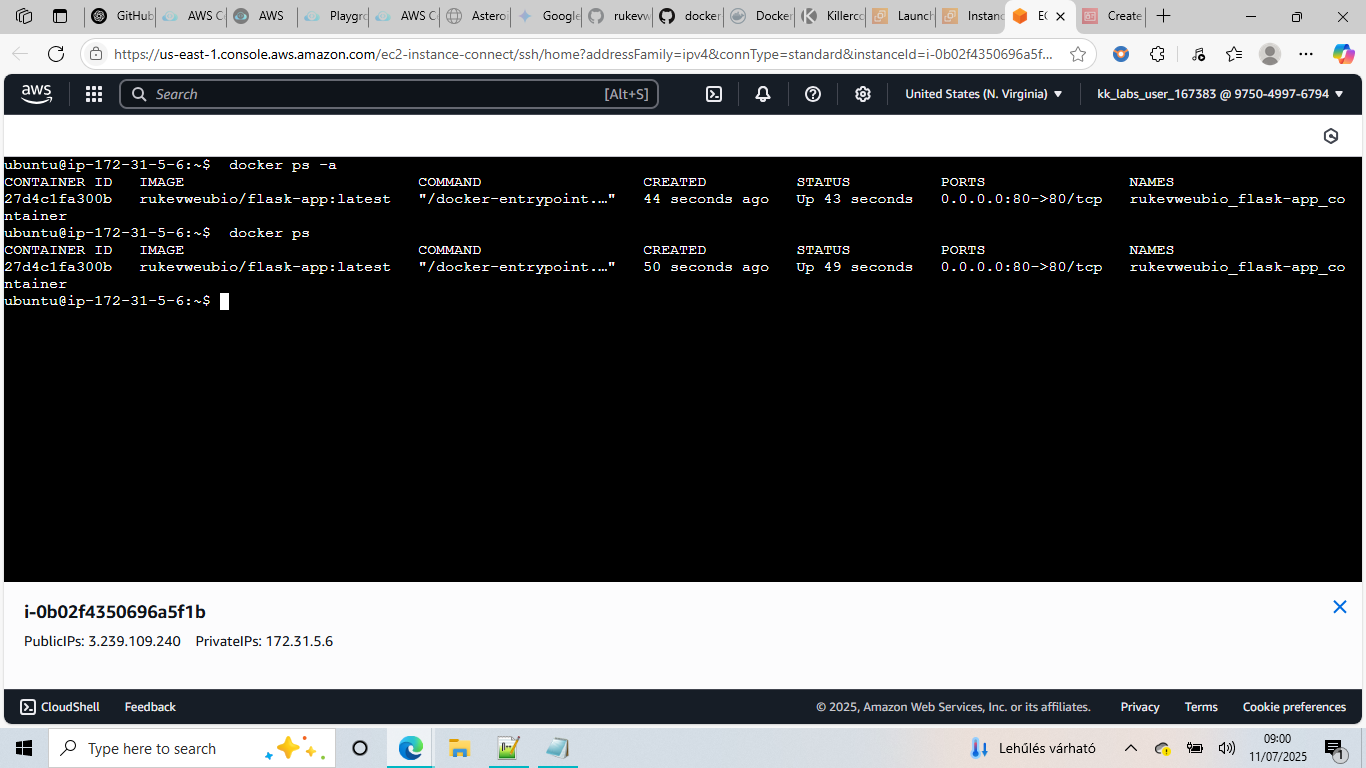 GitHub
AWS C
AWS
Playgro
AWS C
Astero
Google
rukevw
docker
Docker
Killerco
Launch
Instanc
EC
Create
https://us-east-1.console.aws.amazon.com/ec2-instance-connect/ssh/home?addressFamily=ipv4&connType=standard&instanceId=i-0b02f4350696a5f...
aws
Search
[Alt+S]
United States (N. Virginia)
kk_labs_user_167383 @ 9750-4997-6794
ubuntu@ip-172-31-5-6:~$  docker ps -a
CONTAINER ID   IMAGE                         COMMAND                  CREATED          STATUS          PORTS                NAMES
27d4c1fa300b   rukevweubio/flask-app:latest   "/docker-entrypoint.…"   44 seconds ago   Up 43 seconds   0.0.0.0:80->80/tcp   rukevweubio_flask-app_co
ntainer
ubuntu@ip-172-31-5-6:~$  docker ps
CONTAINER ID   IMAGE                         COMMAND                  CREATED          STATUS          PORTS                NAMES
27d4c1fa300b   rukevweubio/flask-app:latest   "/docker-entrypoint.…"   50 seconds ago   Up 49 seconds   0.0.0.0:80->80/tcp   rukevweubio_flask-app_co
ntainer
ubuntu@ip-172-31-5-6:~$
i-0b02f4350696a5f1b
PublicIPs: 3.239.109.240    PrivateIPs: 172.31.5.6
CloudShell
Feedback
© 2025, Amazon Web Services, Inc. or its affiliates.
Privacy
Terms
Cookie preferences
Type here to search
Lehűlés várható
09:00
11/07/2025
1